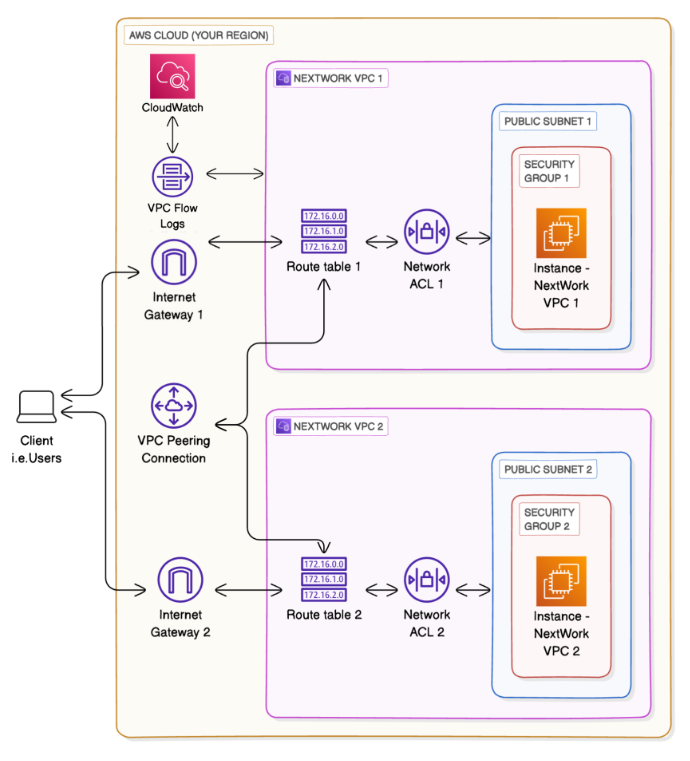 AWS CLOUD (YOUR REGION)
CloudWatch
VPC Flow
Logs
Internet
Gateway 1
NEXTWORK VPC 1
172.16.0.0
172.16.1.0
172.16.2.0
Route table 1
Network
ACL 1
PUBLIC SUBNET 1
SECURITY
GROUP 1
Instance -
NextWork
VPC 1
Client
i.e.Users
VPC Peering
Connection
Internet
Gateway 2
NEXTWORK VPC 2
172.16.0.0
172.16.1.0
172.16.2.0
Route table 2
Network
ACL 2
PUBLIC SUBNET 2
SECURITY
GROUP 2
Instance -
NextWork
VPC 2